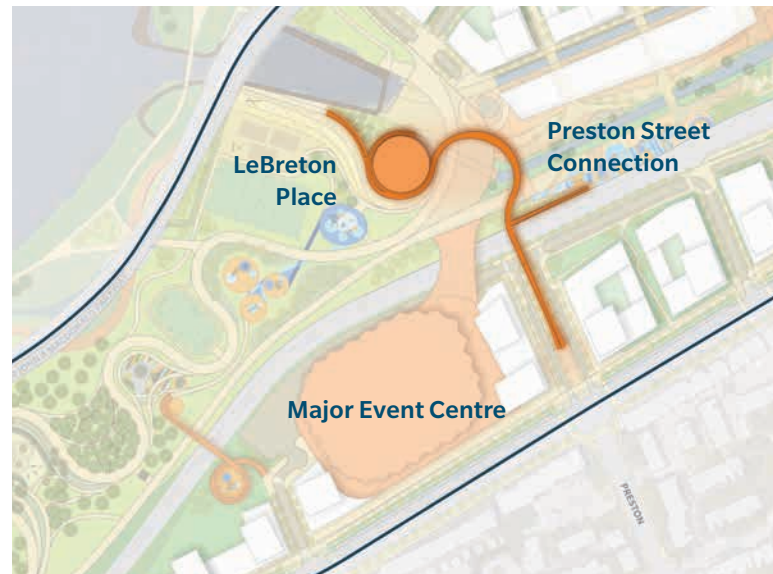 LeBreton
Place
Preston Street
Connection
Major Event Centre
PRESTON